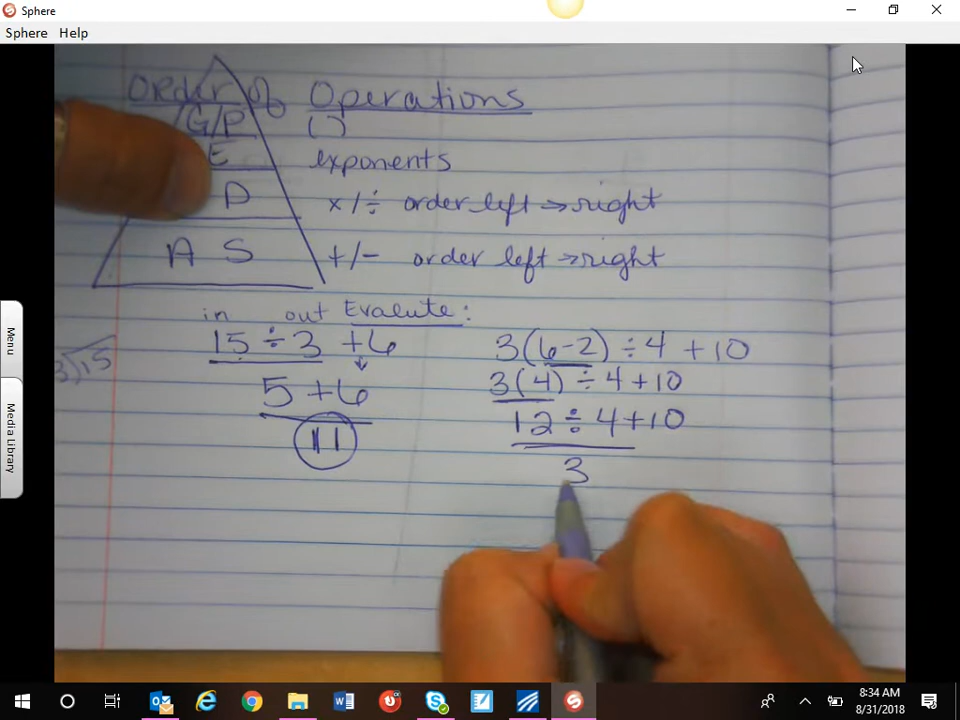 Sphere
Sphere Help
Order of Operations
G/P ( )
E exponents
D x/÷ order left → right
A S +/- order left → right
in out Evalute:
15 ÷ 3 + 6
3)15
5 + 6
11
3(6-2) ÷ 4 + 10
3(4) ÷ 4 + 10
12 ÷ 4 + 10
3
Menu
Media Library
8:34 AM
8/31/2018